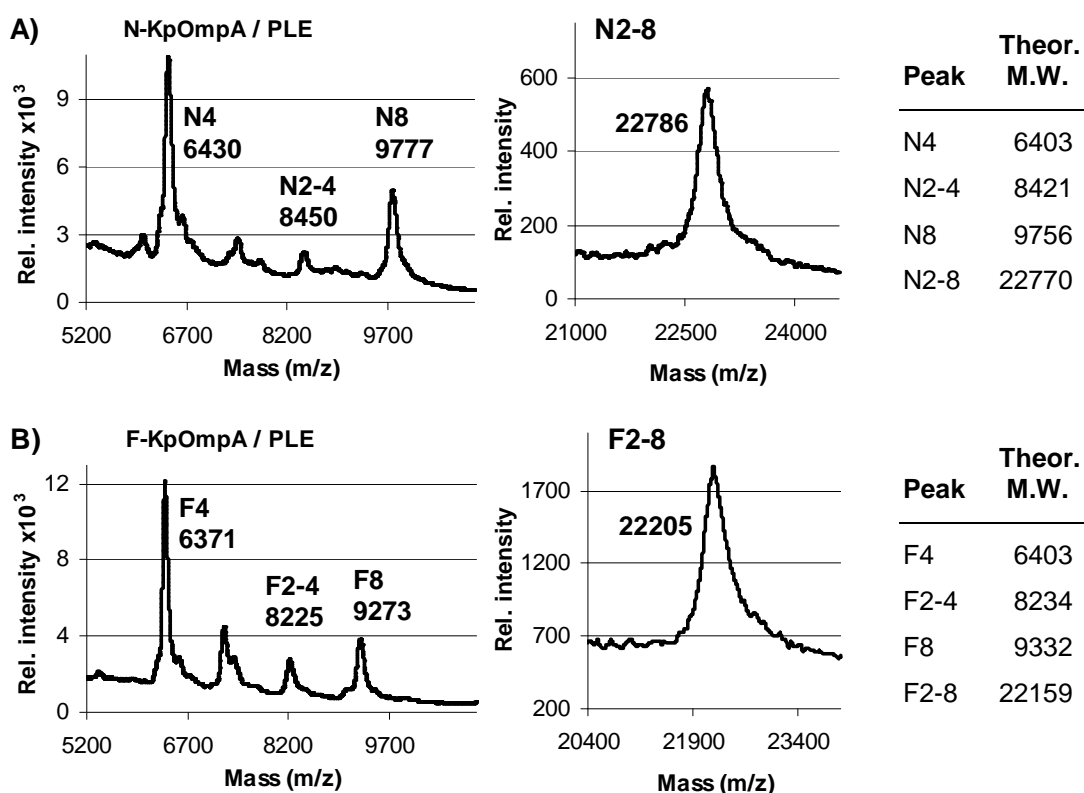 A)
N-KpOmpA / PLE
Rel. intensity x10³
9
6
3
0
N4
6430
N2-4
8450
N8
9777
5200 6700 8200 9700
Mass (m/z)
N2-8
Rel. intensity
600
400
200
0
22786
21000 22500 24000
Mass (m/z)
Peak Theor. M.W.
N4 6403
N2-4 8421
N8 9756
N2-8 22770
B)
F-KpOmpA / PLE
Rel. intensity x10³
12
8
4
0
F4
6371
F2-4
8225
F8
9273
5200 6700 8200 9700
Mass (m/z)
F2-8
Rel. intensity
1700
1200
700
200
22205
20400 21900 23400
Mass (m/z)
Peak Theor. M.W.
F4 6403
F2-4 8234
F8 9332
F2-8 22159